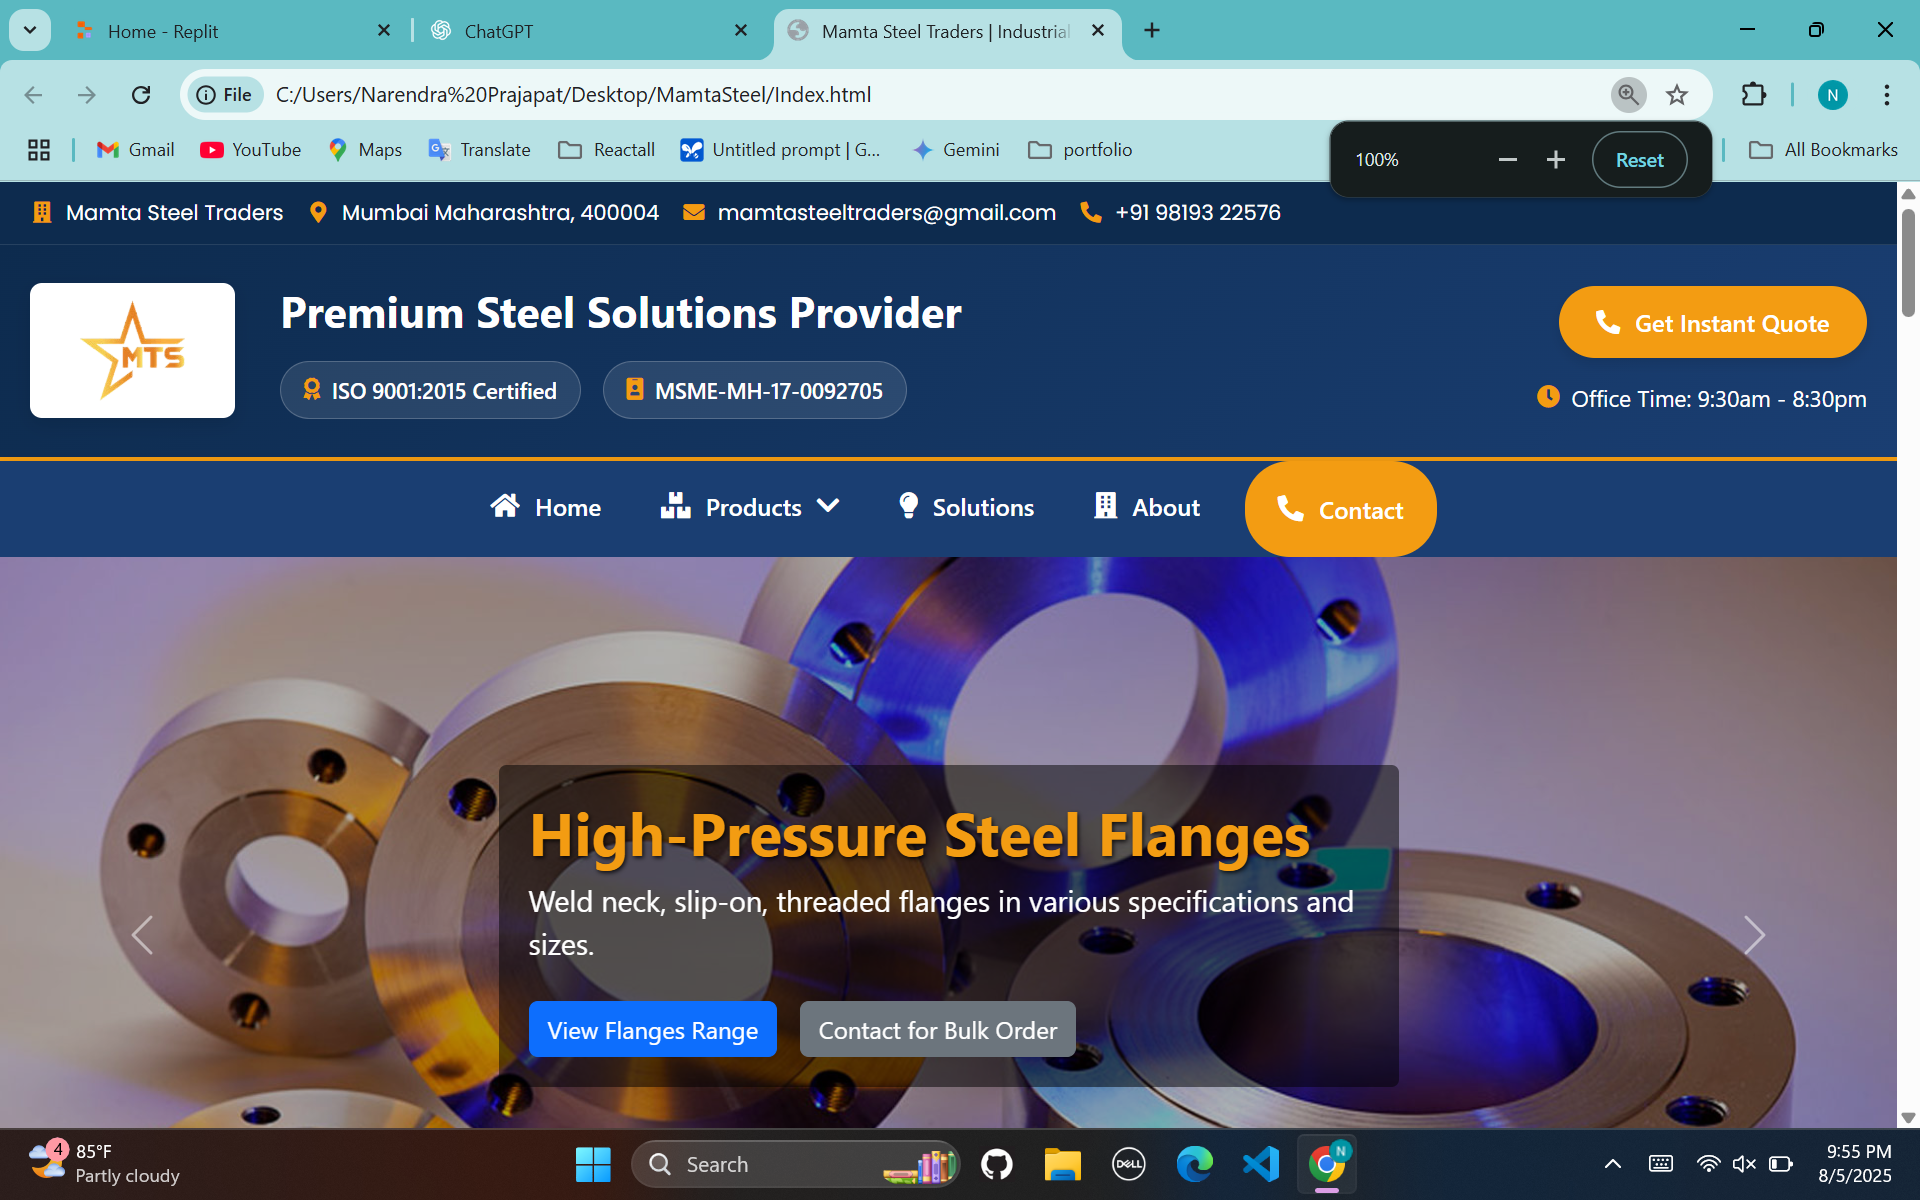 Home - Replit
ChatGPT
Mamta Steel Traders | Industrial
File
C:/Users/Narendra%20Prajapat/Desktop/MamtaSteel/Index.html
N
Gmail
YouTube
Maps
Translate
Reactall
Untitled prompt | G...
Gemini
portfolio
All Bookmarks
100%
Reset
Mamta Steel Traders
Mumbai Maharashtra, 400004
mamtasteeltraders@gmail.com
+91 98193 22576
MTS
Premium Steel Solutions Provider
ISO 9001:2015 Certified
MSME-MH-17-0092705
Get Instant Quote
Office Time: 9:30am - 8:30pm
Home
Products
Solutions
About
Contact
High-Pressure Steel Flanges
Weld neck, slip-on, threaded flanges in various specifications and
sizes.
View Flanges Range
Contact for Bulk Order
4
85°F
Partly cloudy
Search
DELL
N
9:55 PM
8/5/2025